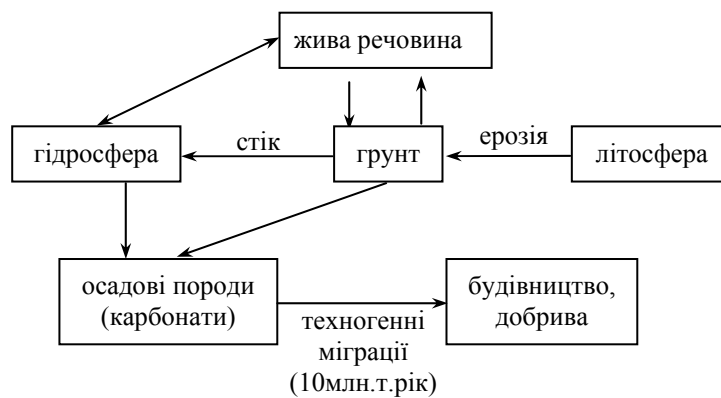 жива речовина
гідросфера
стік
грунт
ерозія
літосфера
осадові породи
(карбонати)
техногенні
міграції
(10млн.т.рік)
будівництво,
добрива